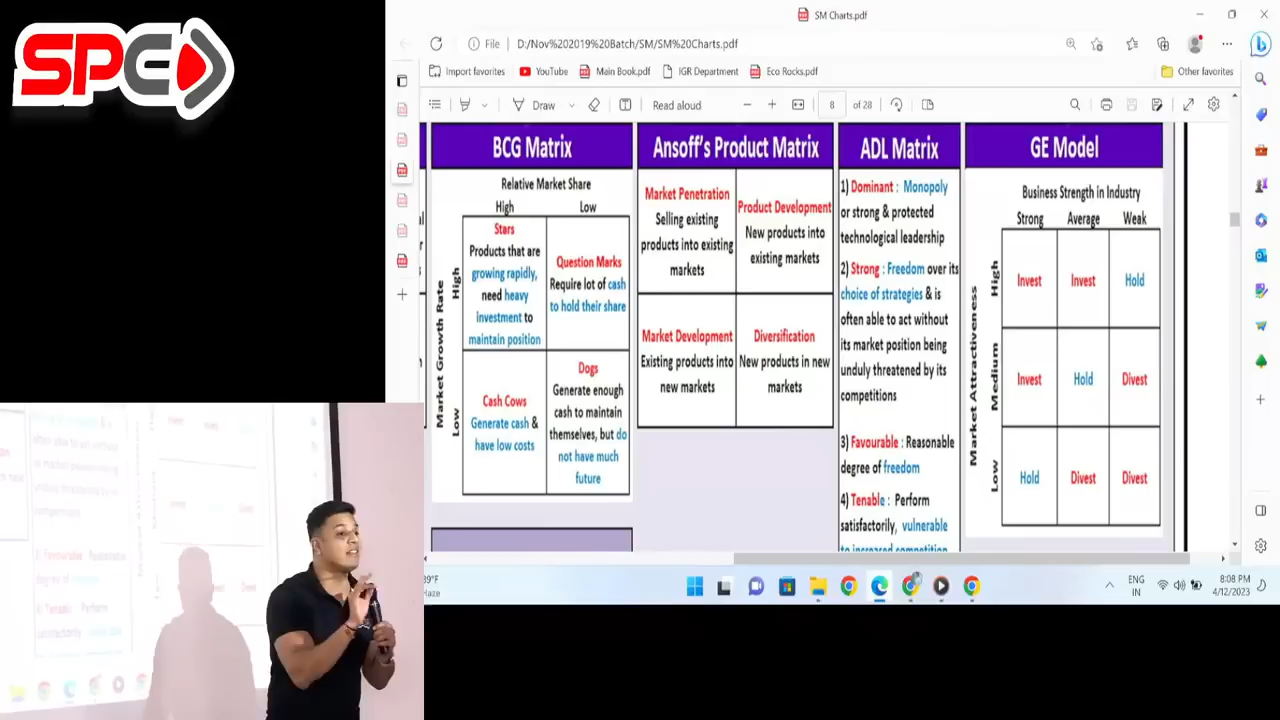 SPE
SM Charts.pdf
File
D:/Nov%202019%20Batch/SM/SM%20Charts.pdf
Import favorites
YouTube
Main Book.pdf
IGR Department
Eco Rocks.pdf
Other favorites
Draw
Read aloud
8
of 28
BCG Matrix
Relative Market Share
High
Low
Market Growth Rate
High
Low
Stars
Products that are
growing rapidly,
need heavy
investment to
maintain position
Question Marks
Require lot of cash
to hold their share
Cash Cows
Generate cash &
have low costs
Dogs
Generate enough
cash to maintain
themselves, but do
not have much
future
Ansoff's Product Matrix
Market Penetration
Selling existing
products into existing
markets
Product Development
New products into
existing markets
Market Development
Existing products into
new markets
Diversification
New products in new
markets
ADL Matrix
1) Dominant : Monopoly
or strong & protected
technological leadership
2) Strong : Freedom over its
choice of strategies & is
often able to act without
its market position being
unduly threatened by its
competitions
3) Favourable : Reasonable
degree of freedom
4) Tenable : Perform
satisfactorily, vulnerable
to increased competition
GE Model
Business Strength in Industry
Strong
Average
Weak
Market Attractiveness
High
Medium
Low
Invest
Invest
Hold
Invest
Hold
Divest
Hold
Divest
Divest
Haze
ENG
IN
8:08 PM
4/12/2023